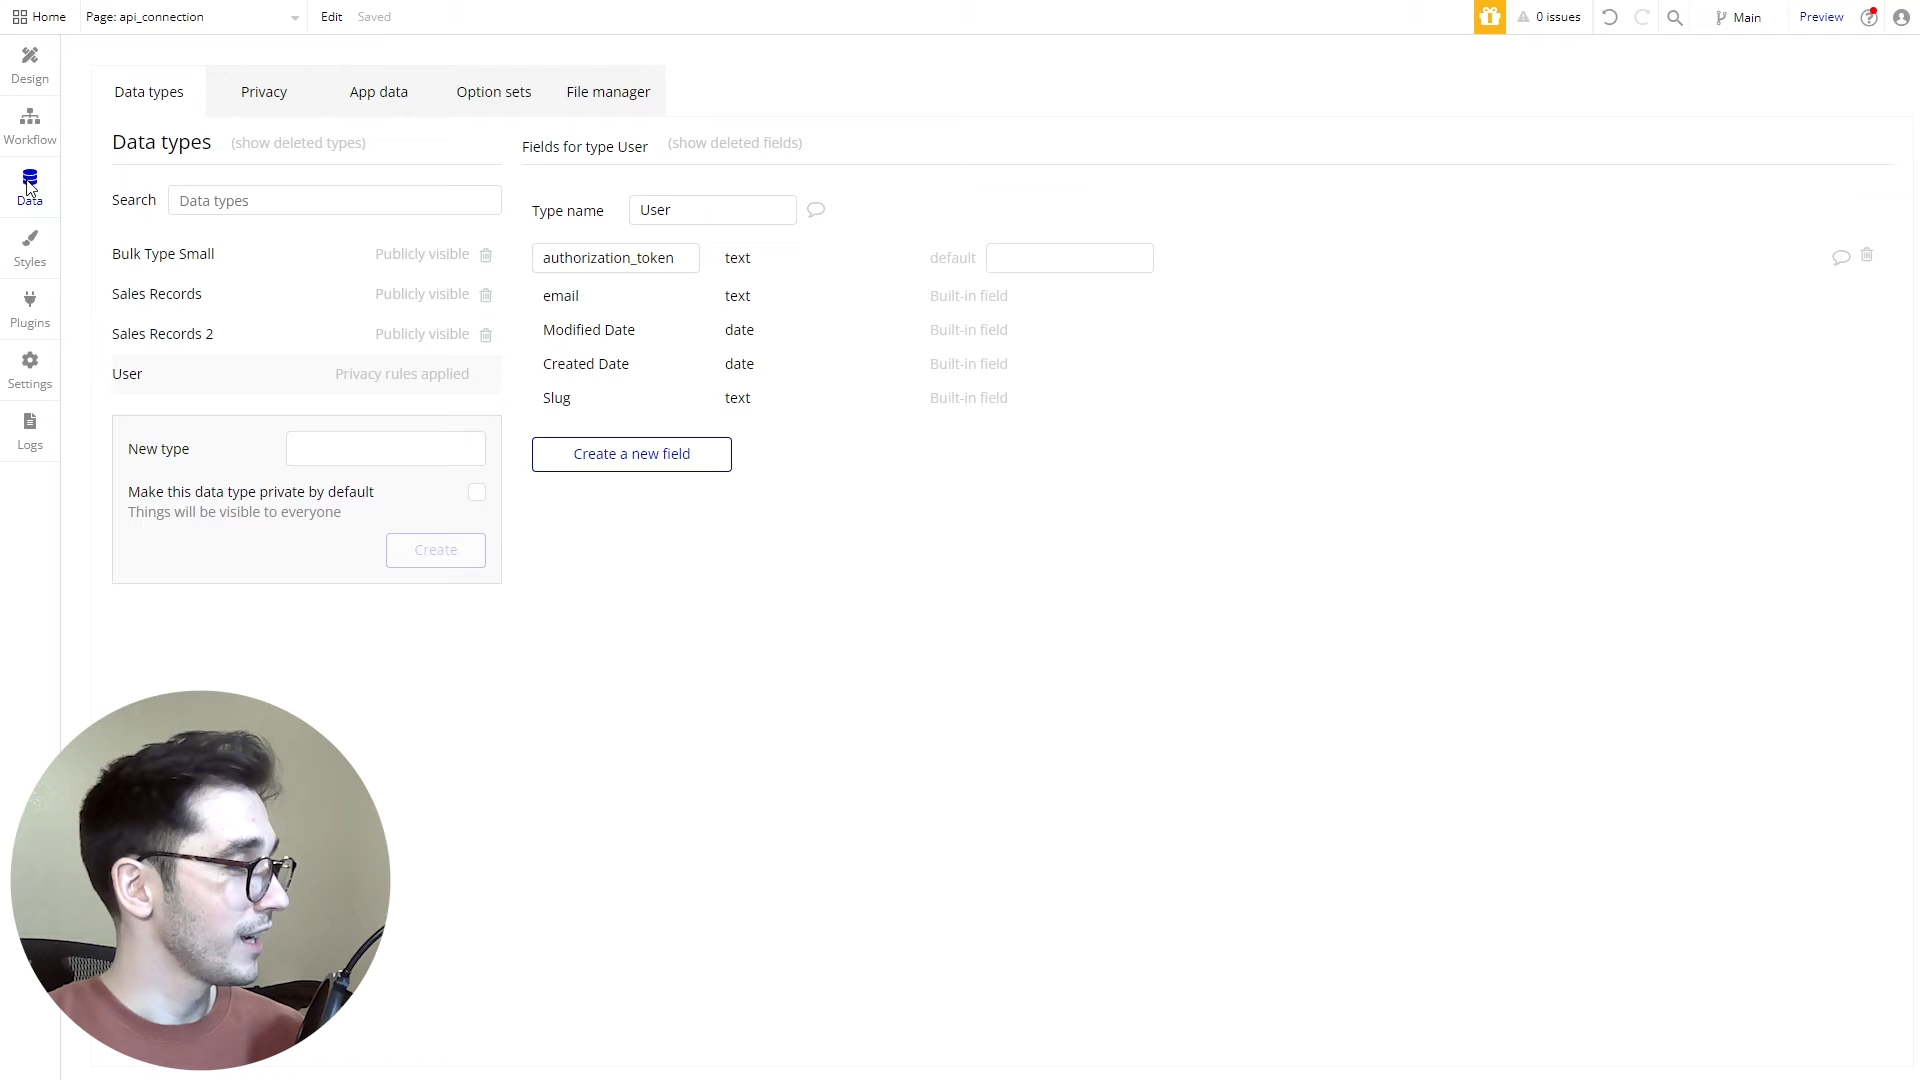 Home
Page: api_connection
Edit
Saved
0 issues
Main
Preview
Design
Workflow
Data
Styles
Plugins
Settings
Logs
Data types
Privacy
App data
Option sets
File manager
Data types
(show deleted types)
Search
Data types
Bulk Type Small
Publicly visible
Sales Records
Publicly visible
Sales Records 2
Publicly visible
User
Privacy rules applied
New type
Make this data type private by default
Things will be visible to everyone
Create
Fields for type User
(show deleted fields)
Type name
User
authorization_token
text
default
email
text
Built-in field
Modified Date
date
Built-in field
Created Date
date
Built-in field
Slug
text
Built-in field
Create a new field